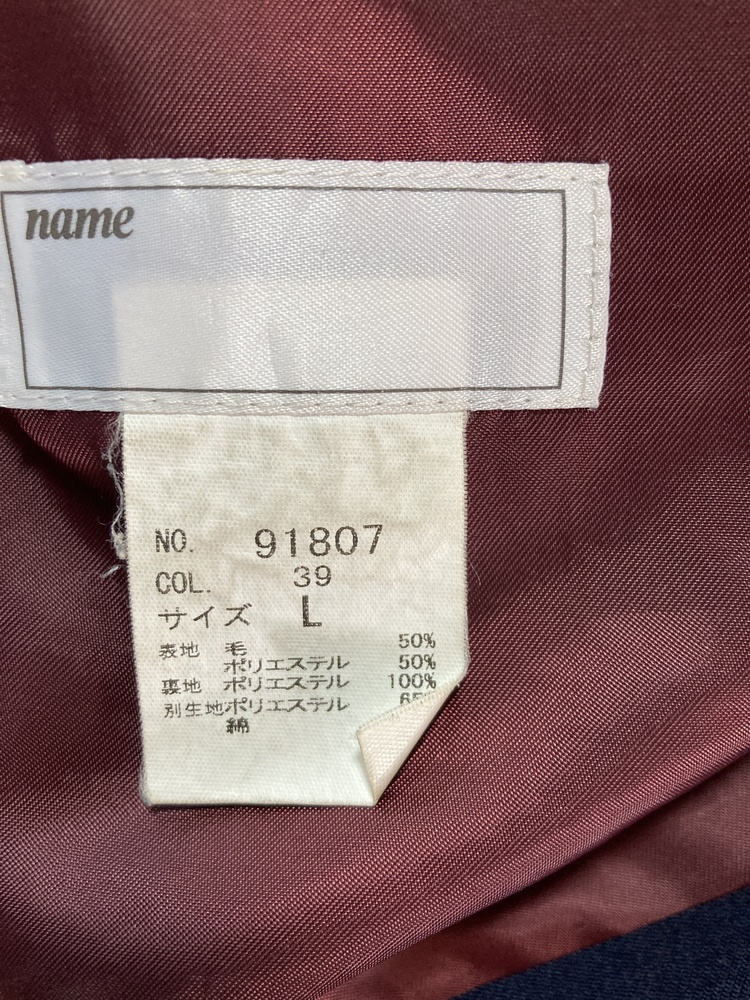 name
NO. 91807
COL. 39
サイズ L
表地 毛 50%
ポリエステル 50%
裏地 ポリエステル 100%
別生地ポリエステル
綿